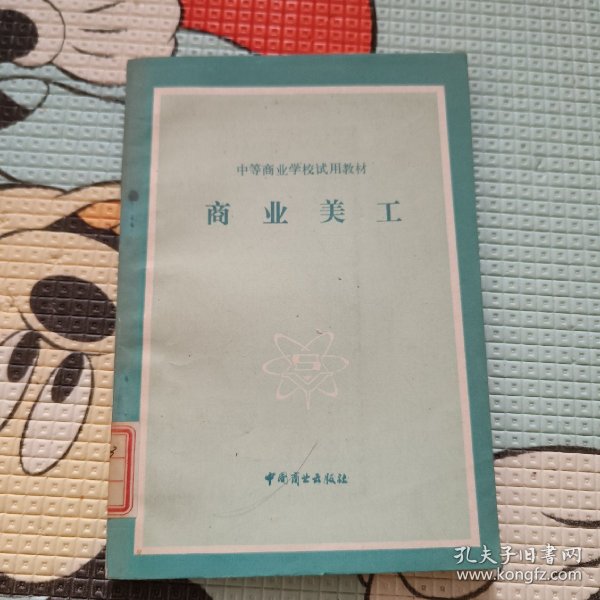 中等商业学校试用教材
商业美工
S
中国商业出版社
孔夫子旧书网
www.kongfz.com